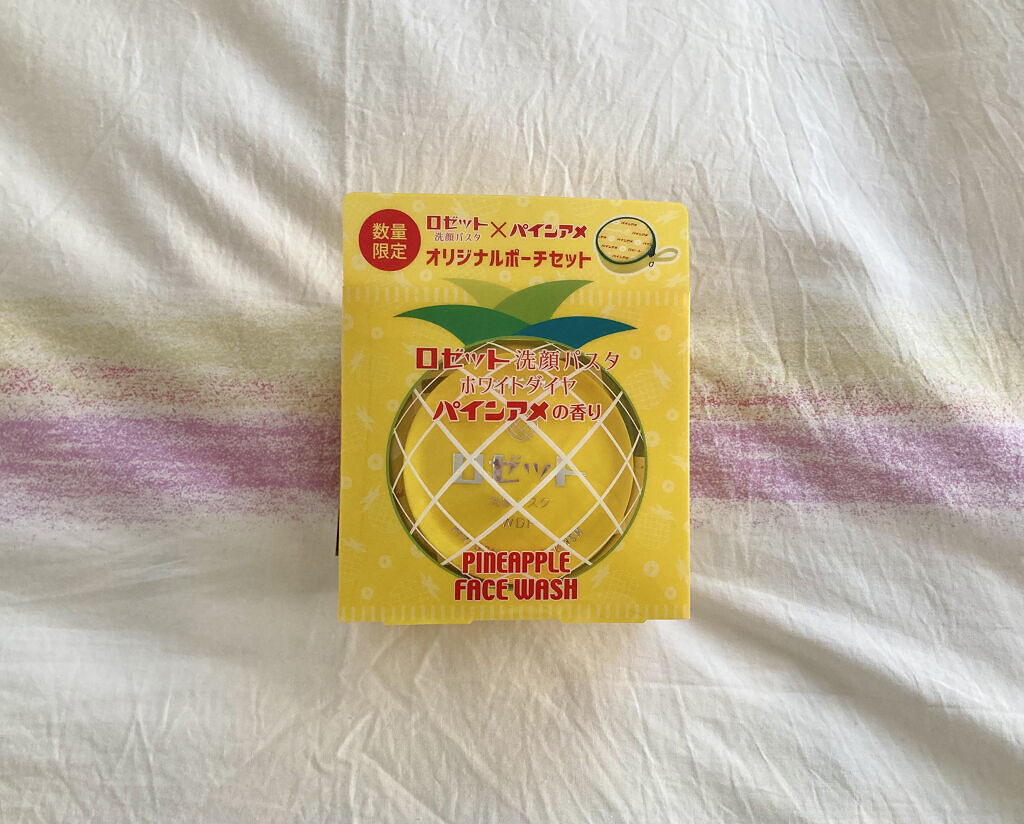 数量
限定
ロゼット
洗顔パスタ
×
パインアメ
オリジナルポーチセット
ロゼット洗顔パスタ
ホワイトダイヤ
パインアメの香り
ロゼット
PINEAPPLE
FACE WASH